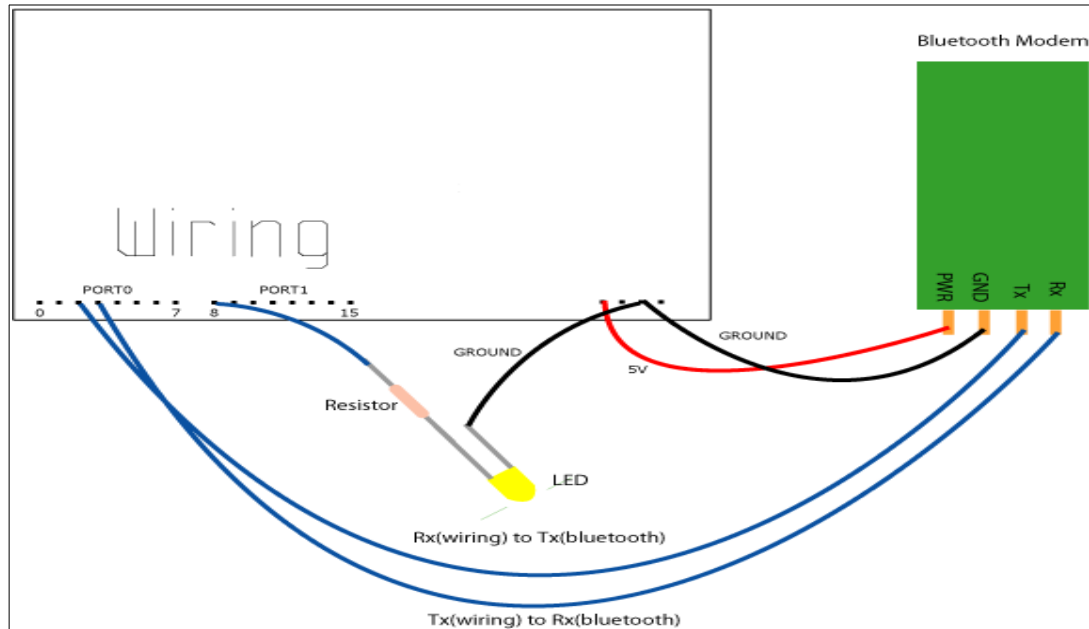 Bluetooth Modem
Wiring
PWR
GND
Tx
Rx
PORT0
PORT1
0
7
8
15
GROUND
GROUND
5V
Resistor
LED
Rx(wiring) to Tx(bluetooth)
Tx(wiring) to Rx(bluetooth)